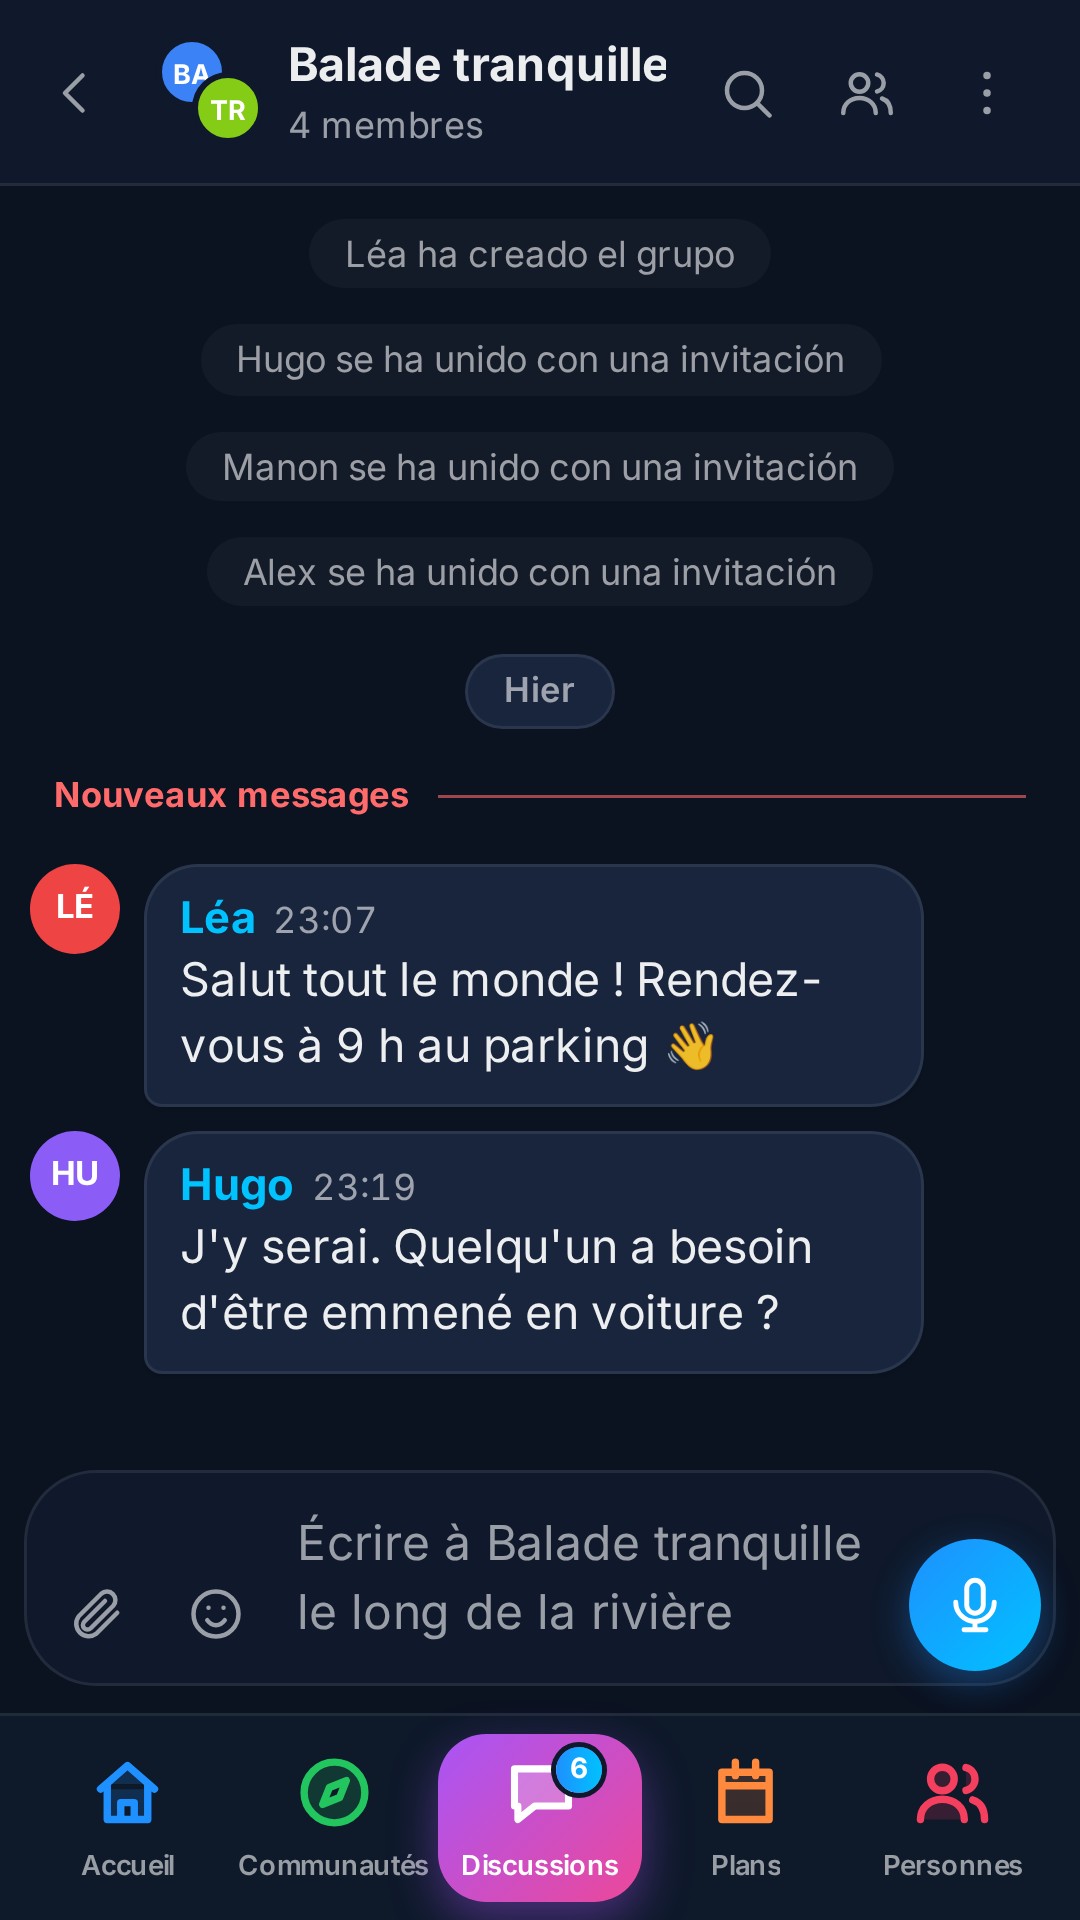 BA
TR
Balade tranquille
4 membres
Léa ha creado el grupo
Hugo se ha unido con una invitación
Manon se ha unido con una invitación
Alex se ha unido con una invitación
Hier
Nouveaux messages
LÉ
Léa 23:07
Salut tout le monde ! Rendez-
vous à 9 h au parking 👋
HU
Hugo 23:19
J'y serai. Quelqu'un a besoin
d'être emmené en voiture ?
Écrire à Balade tranquille
le long de la rivière
6
Accueil
Communautés
Discussions
Plans
Personnes